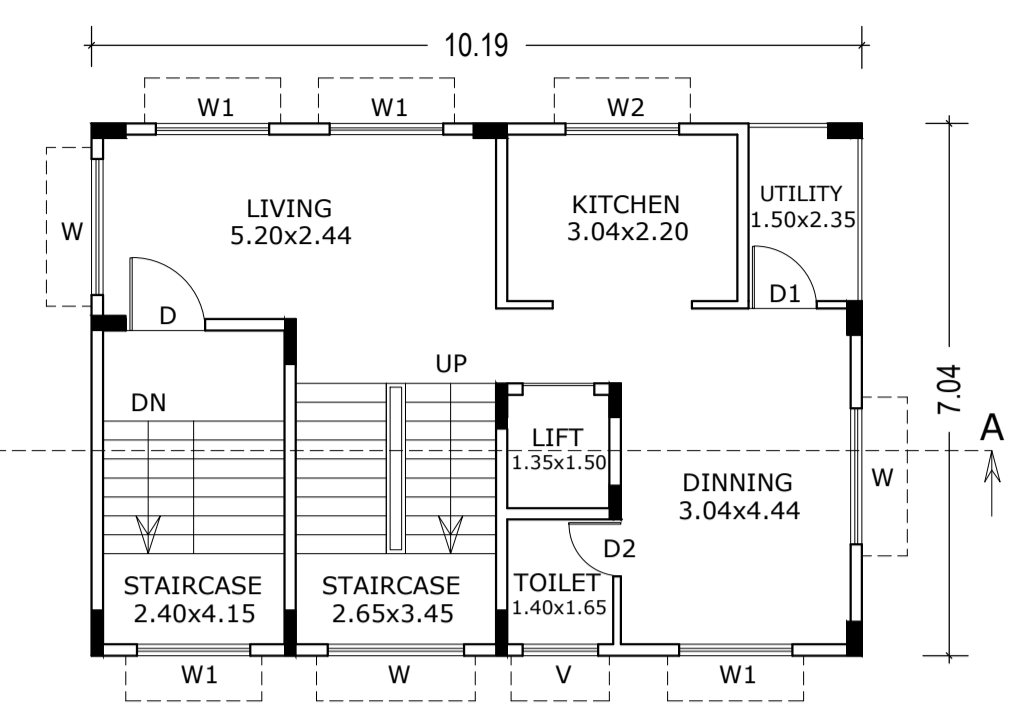 10.19
W1
W1
W2
LIVING
5.20x2.44
KITCHEN
3.04x2.20
UTILITY
1.50x2.35
W
D
D1
UP
7.04
DN
A
LIFT
1.35x1.50
DINNING
3.04x4.44
W
D2
STAIRCASE
2.40x4.15
STAIRCASE
2.65x3.45
TOILET
1.40x1.65
W1
W
V
W1